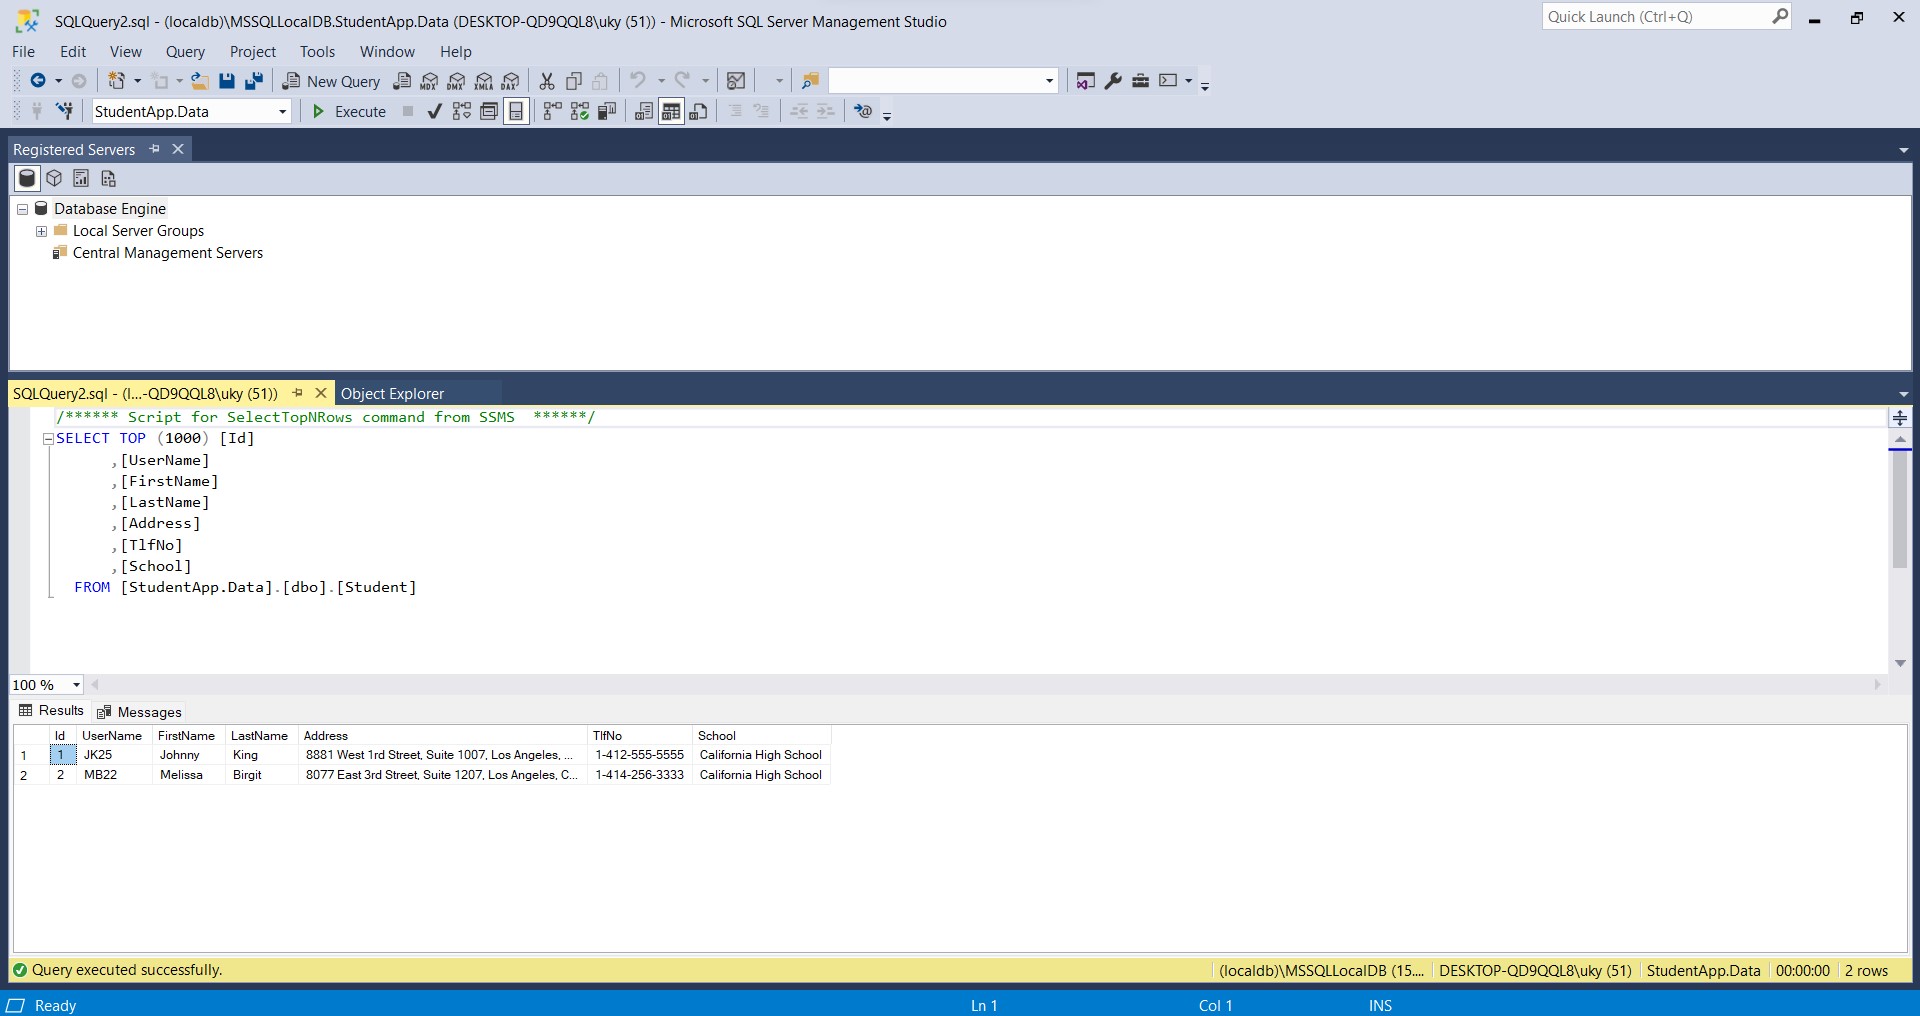 SQLQuery2.sql - (localdb)\MSSQLLocalDB.StudentApp.Data (DESKTOP-QD9QQL8\uky (51)) - Microsoft SQL Server Management Studio
Quick Launch (Ctrl+Q)
File Edit View Query Project Tools Window Help
New Query MDX DMX XMLA DAX
StudentApp.Data Execute
Registered Servers
Database Engine
Local Server Groups
Central Management Servers
SQLQuery2.sql - (l...-QD9QQL8\uky (51)) Object Explorer
/****** Script for SelectTopNRows command from SSMS ******/
SELECT TOP (1000) [Id]
,[UserName]
,[FirstName]
,[LastName]
,[Address]
,[TlfNo]
,[School]
FROM [StudentApp.Data].[dbo].[Student]
100 %
Results Messages
Id UserName FirstName LastName Address TlfNo School
1 1 JK25 Johnny King 8881 West 1rd Street, Suite 1007, Los Angeles, ... 1-412-555-5555 California High School
2 2 MB22 Melissa Birgit 8077 East 3rd Street, Suite 1207, Los Angeles, C... 1-414-256-3333 California High School
Query executed successfully. (localdb)\MSSQLLocalDB (15.... DESKTOP-QD9QQL8\uky (51) StudentApp.Data 00:00:00 2 rows
Ready Ln 1 Col 1 INS